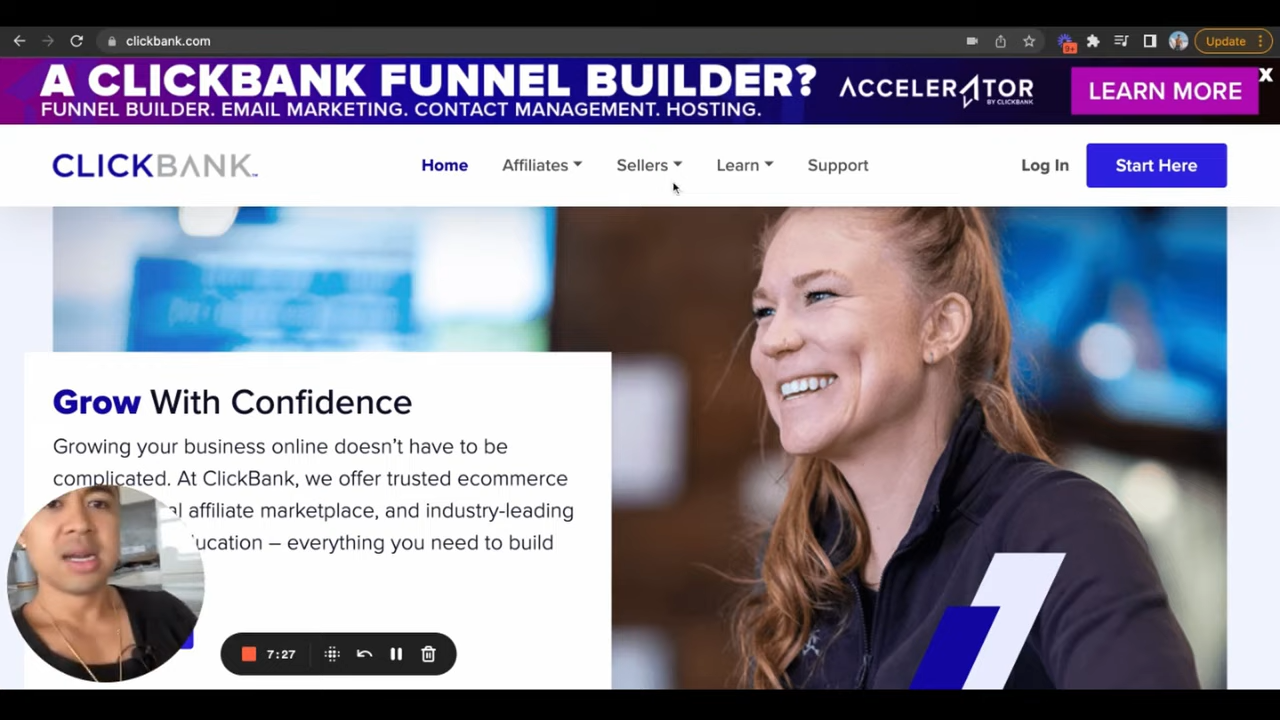 clickbank.com
9+
Update
A CLICKBANK FUNNEL BUILDER?
FUNNEL BUILDER. EMAIL MARKETING. CONTACT MANAGEMENT. HOSTING.
ACCELERATOR
BY CLICKBANK
LEARN MORE
X
CLICKBANK
Home
Affiliates
Sellers
Learn
Support
Log In
Start Here
Grow With Confidence
Growing your business online doesn’t have to be
complicated. At ClickBank, we offer trusted ecommerce
al affiliate marketplace, and industry-leading
ucation – everything you need to build
7:27